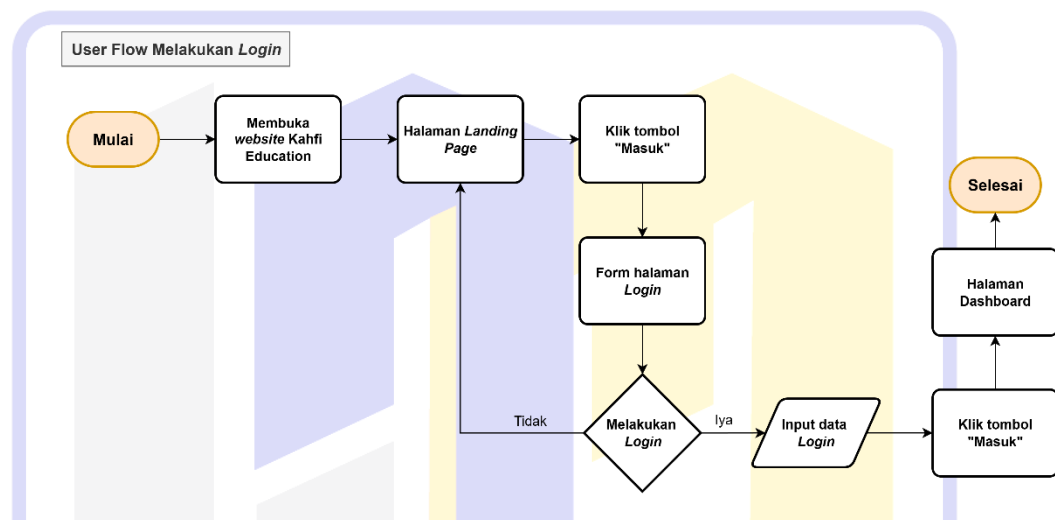 User Flow Melakukan Login
Mulai
Membuka
website Kahfi
Education
Halaman Landing
Page
Klik tombol
"Masuk"
Form halaman
Login
Melakukan
Login
Tidak
Iya
Input data
Login
Klik tombol
"Masuk"
Halaman
Dashboard
Selesai